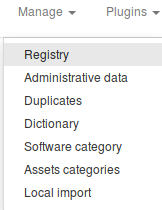 Manage Plugins
Registry
Administrative data
Duplicates
Dictionary
Software category
Assets categories
Local import